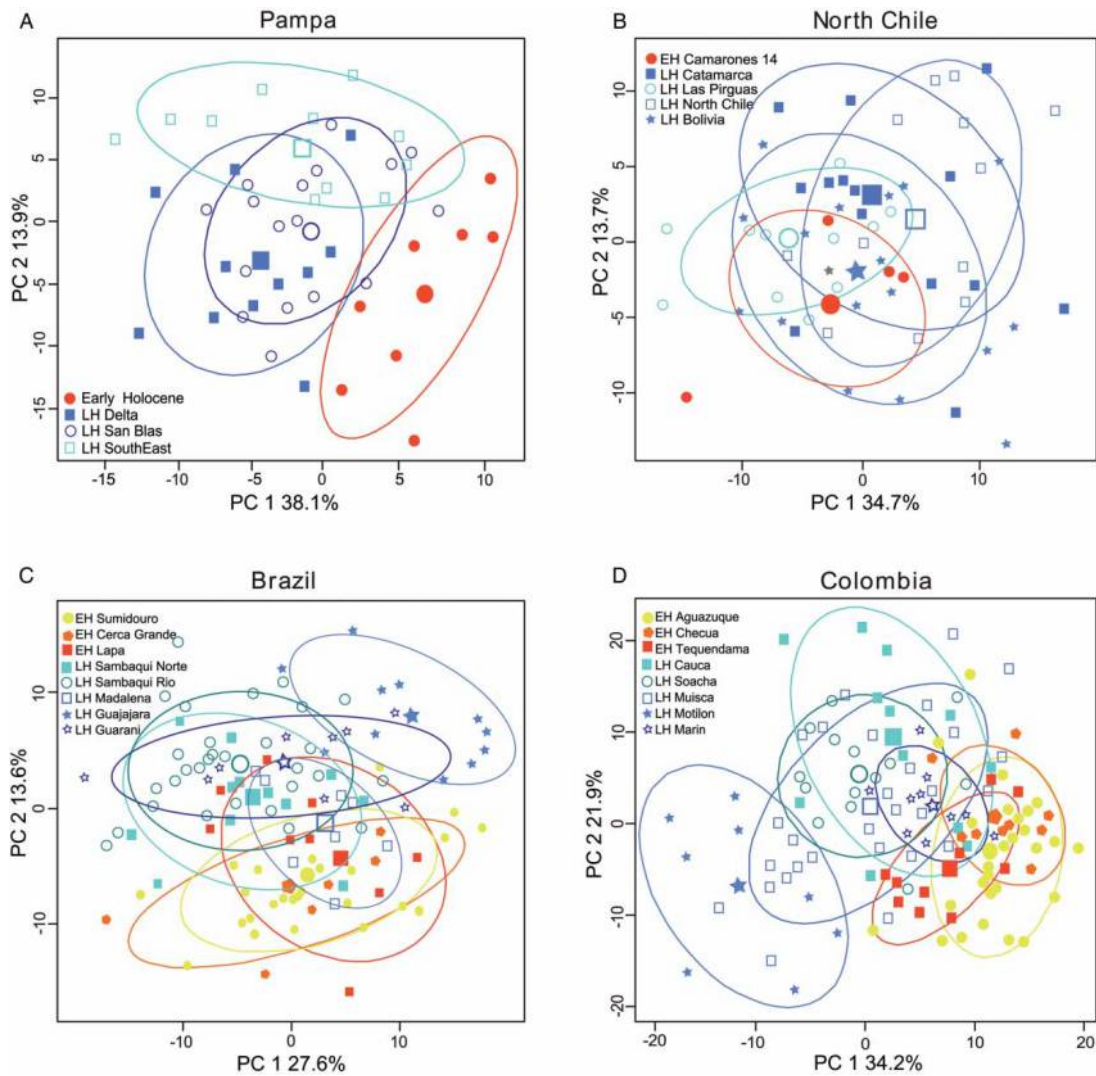 A
Pampa
10
5
0
-5
-10
-15
PC 2 13.9%
Early Holocene
LH Delta
LH San Blas
LH SouthEast
-15
-10
-5
0
5
10
PC 1 38.1%
B
North Chile
EH Camarones 14
LH Catamarca
LH Las Pirguas
LH North Chile
LH Bolivia
10
5
0
-5
-10
PC 2 13.7%
-10
0
10
PC 1 34.7%
C
Brazil
EH Sumidouro
EH Cerca Grande
EH Lapa
LH Sambaqui Norte
LH Sambaqui Rio
LH Madalena
LH Guajajara
LH Guarani
10
0
-10
PC 2 13.6%
-10
0
10
PC 1 27.6%
D
Colombia
EH Aguazuque
EH Checua
EH Tequendama
LH Cauca
LH Soacha
LH Muisca
LH Motilon
LH Marin
20
10
0
-10
-20
PC 2 21.9%
-20
-10
0
10
20
PC 1 34.2%